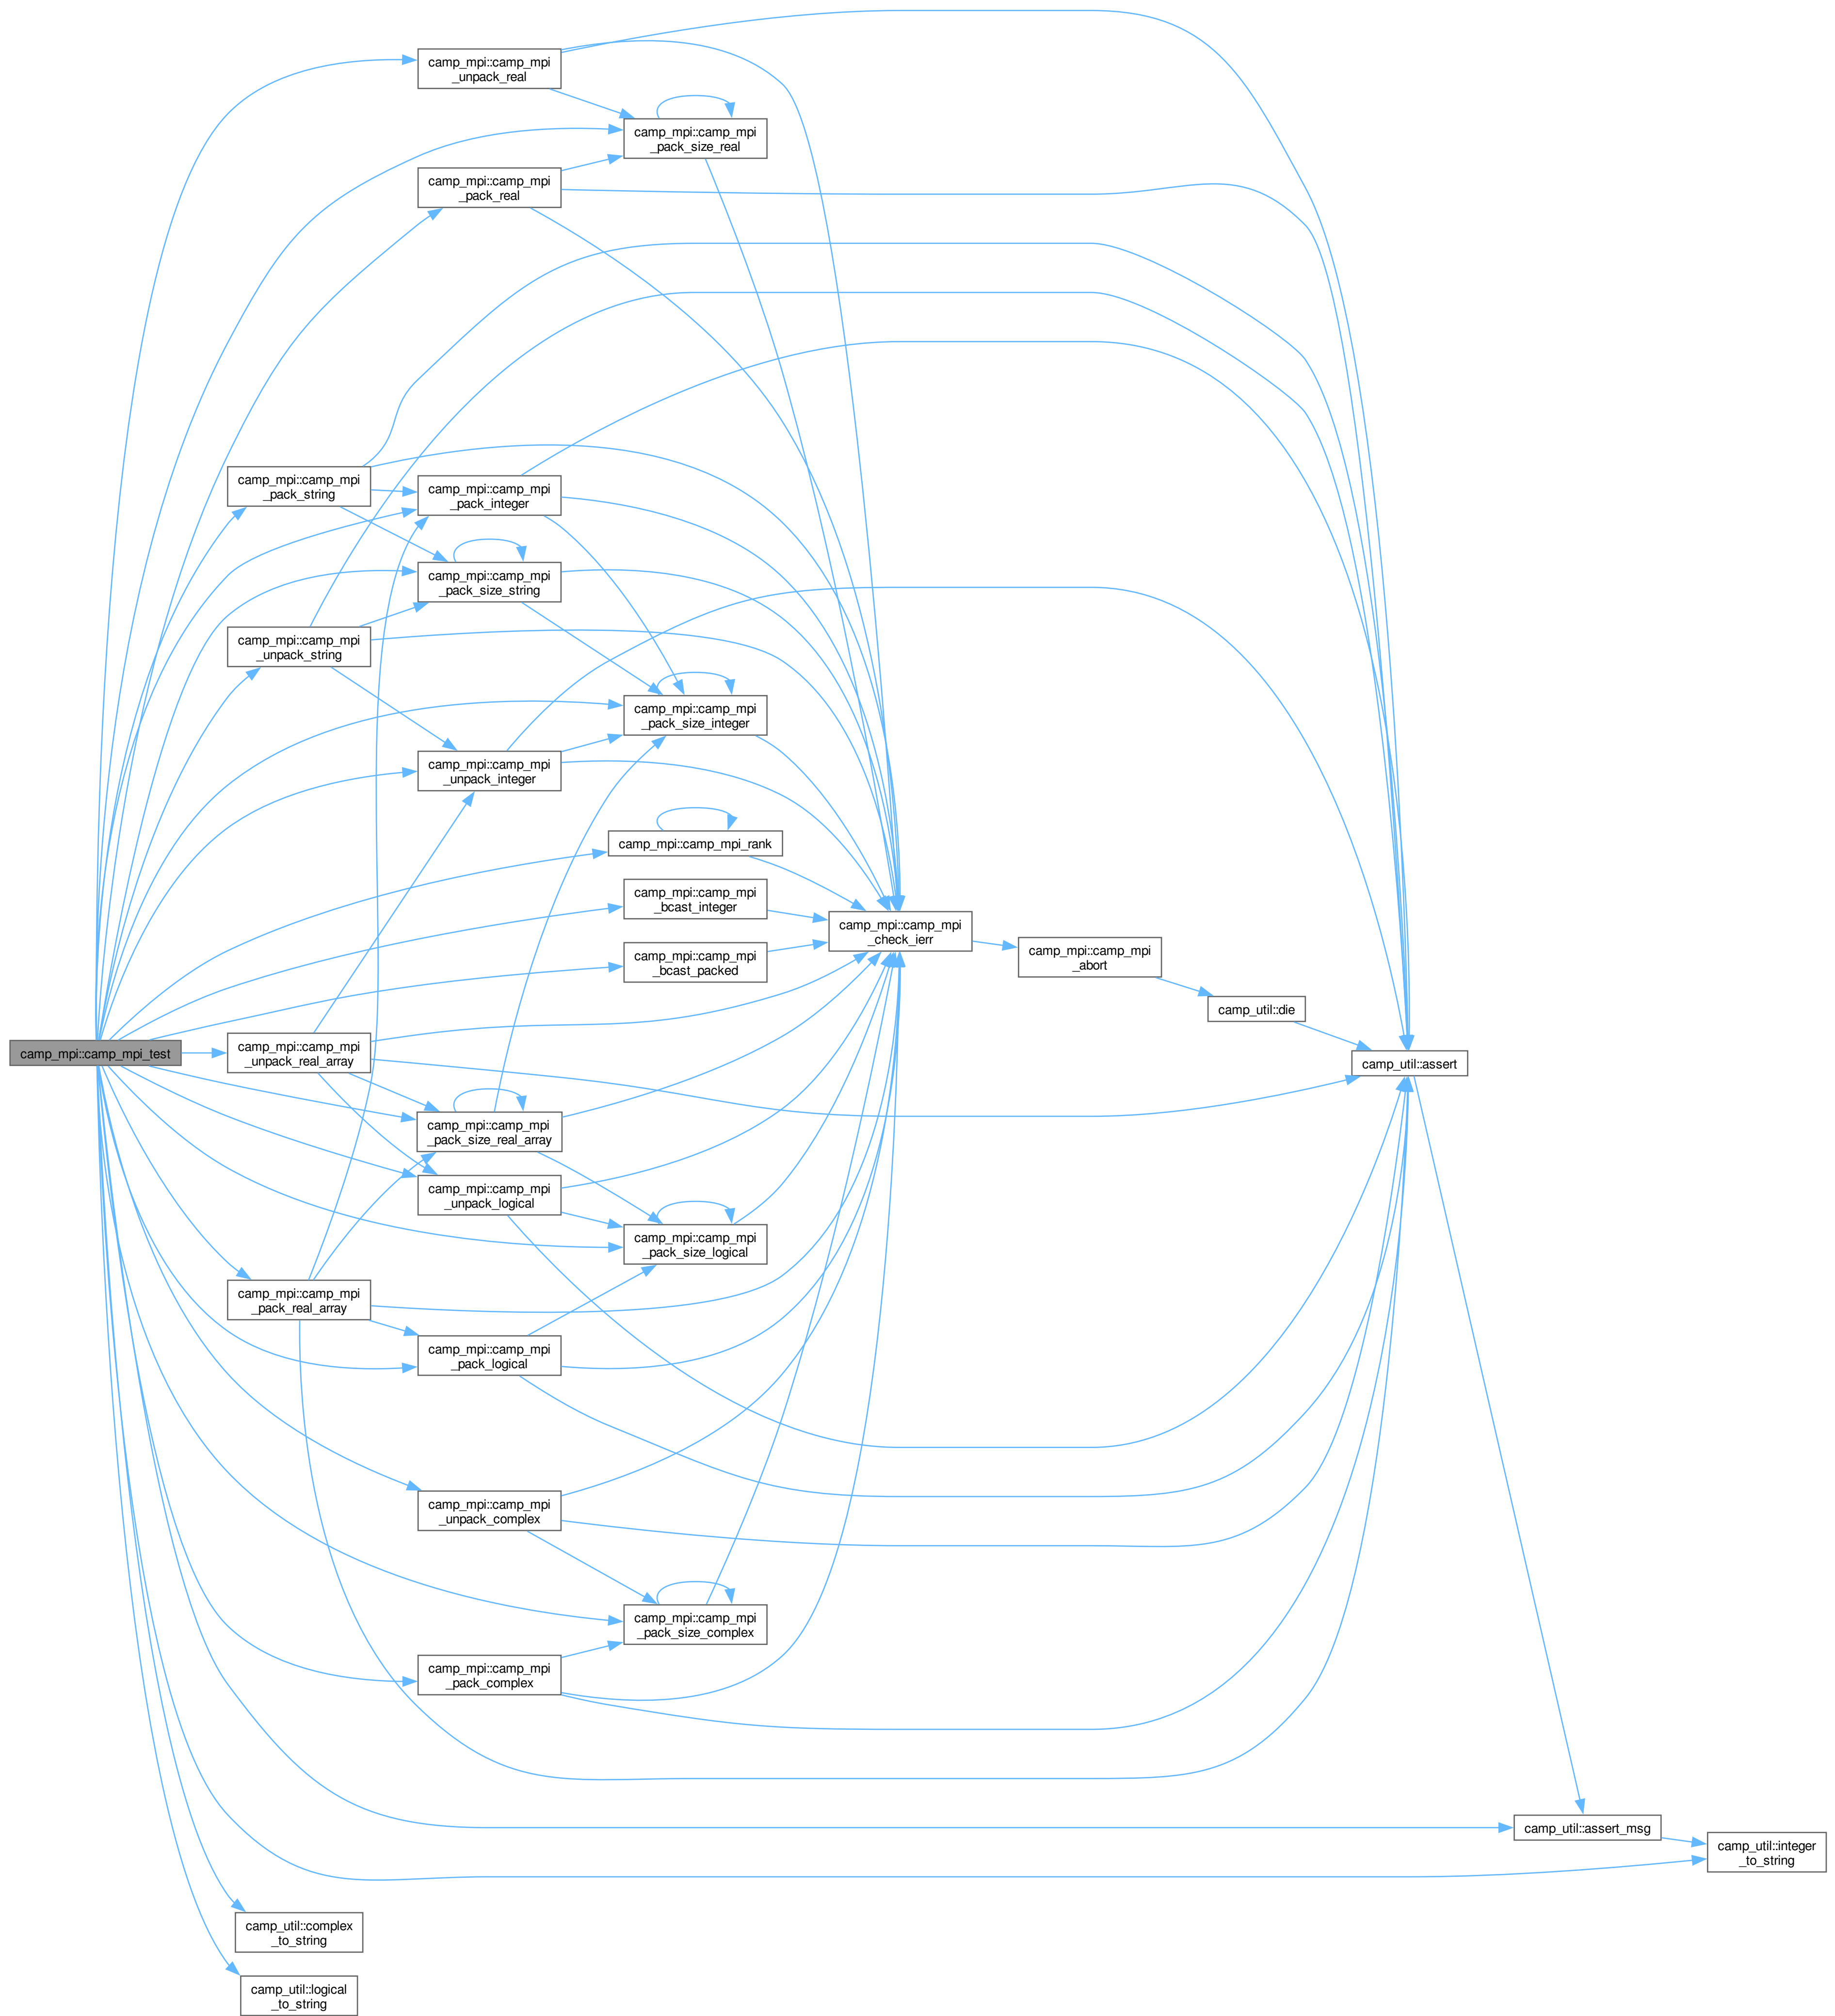 camp_mpi::camp_mpi
_unpack_real
camp_mpi::camp_mpi
_pack_size_real
camp_mpi::camp_mpi
_pack_real
camp_mpi::camp_mpi
_pack_string
camp_mpi::camp_mpi
_pack_integer
camp_mpi::camp_mpi
_pack_size_string
camp_mpi::camp_mpi
_unpack_string
camp_mpi::camp_mpi
_pack_size_integer
camp_mpi::camp_mpi
_unpack_integer
camp_mpi::camp_mpi_rank
camp_mpi::camp_mpi
_bcast_integer
camp_mpi::camp_mpi
_check_ierr
camp_mpi::camp_mpi
_bcast_packed
camp_mpi::camp_mpi
_abort
camp_util::die
camp_mpi::camp_mpi_test
camp_mpi::camp_mpi
_unpack_real_array
camp_util::assert
camp_mpi::camp_mpi
_pack_size_real_array
camp_mpi::camp_mpi
_unpack_logical
camp_mpi::camp_mpi
_pack_size_logical
camp_mpi::camp_mpi
_pack_real_array
camp_mpi::camp_mpi
_pack_logical
camp_mpi::camp_mpi
_unpack_complex
camp_mpi::camp_mpi
_pack_size_complex
camp_mpi::camp_mpi
_pack_complex
camp_util::assert_msg
camp_util::integer
_to_string
camp_util::complex
_to_string
camp_util::logical
_to_string